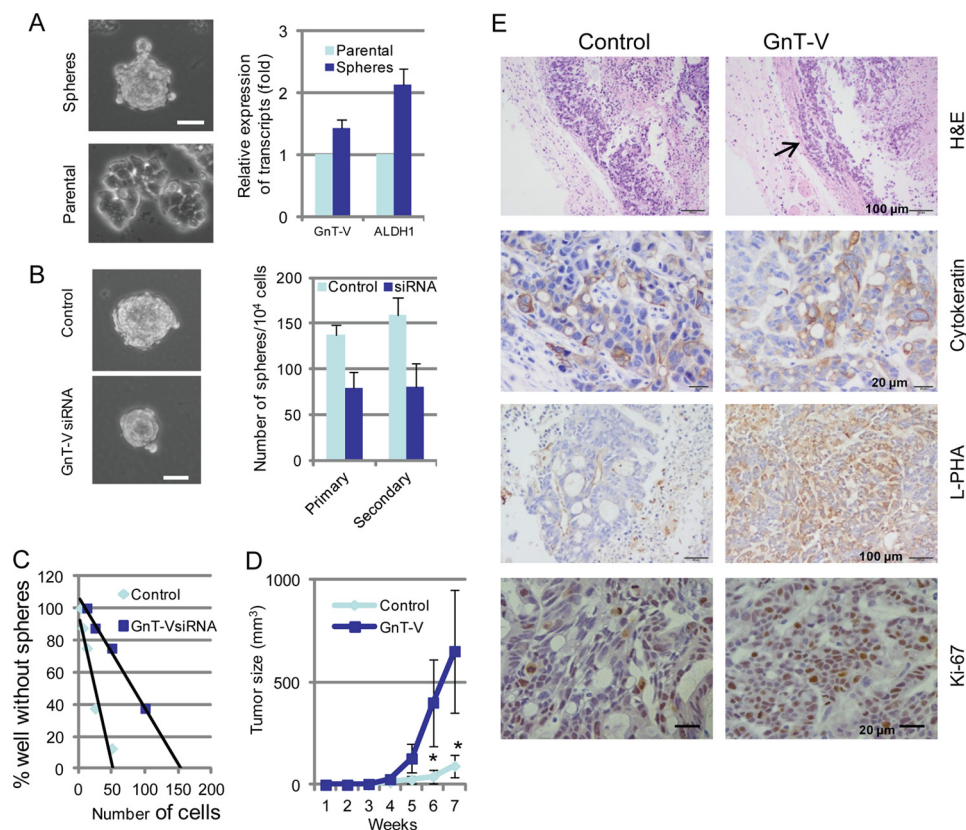 A
Spheres
Parental
Relative expression
of transcripts (fold)
3
2
1
0
Parental
Spheres
GnT-V
ALDH1
B
Control
GnT-V siRNA
Number of spheres/10⁴ cells
200
150
100
50
0
Control
siRNA
Primary
Secondary
C
% well without spheres
120
100
80
60
40
20
0
Control
GnT-VsiRNA
0
50
100
150
200
Number of cells
D
Tumor size (mm³)
1000
500
0
Control
GnT-V
*
*
1 2 3 4 5 6 7
Weeks
E
Control
GnT-V
H&E
100 µm
Cytokeratin
20 µm
L-PHA
100 µm
Ki-67
20 µm